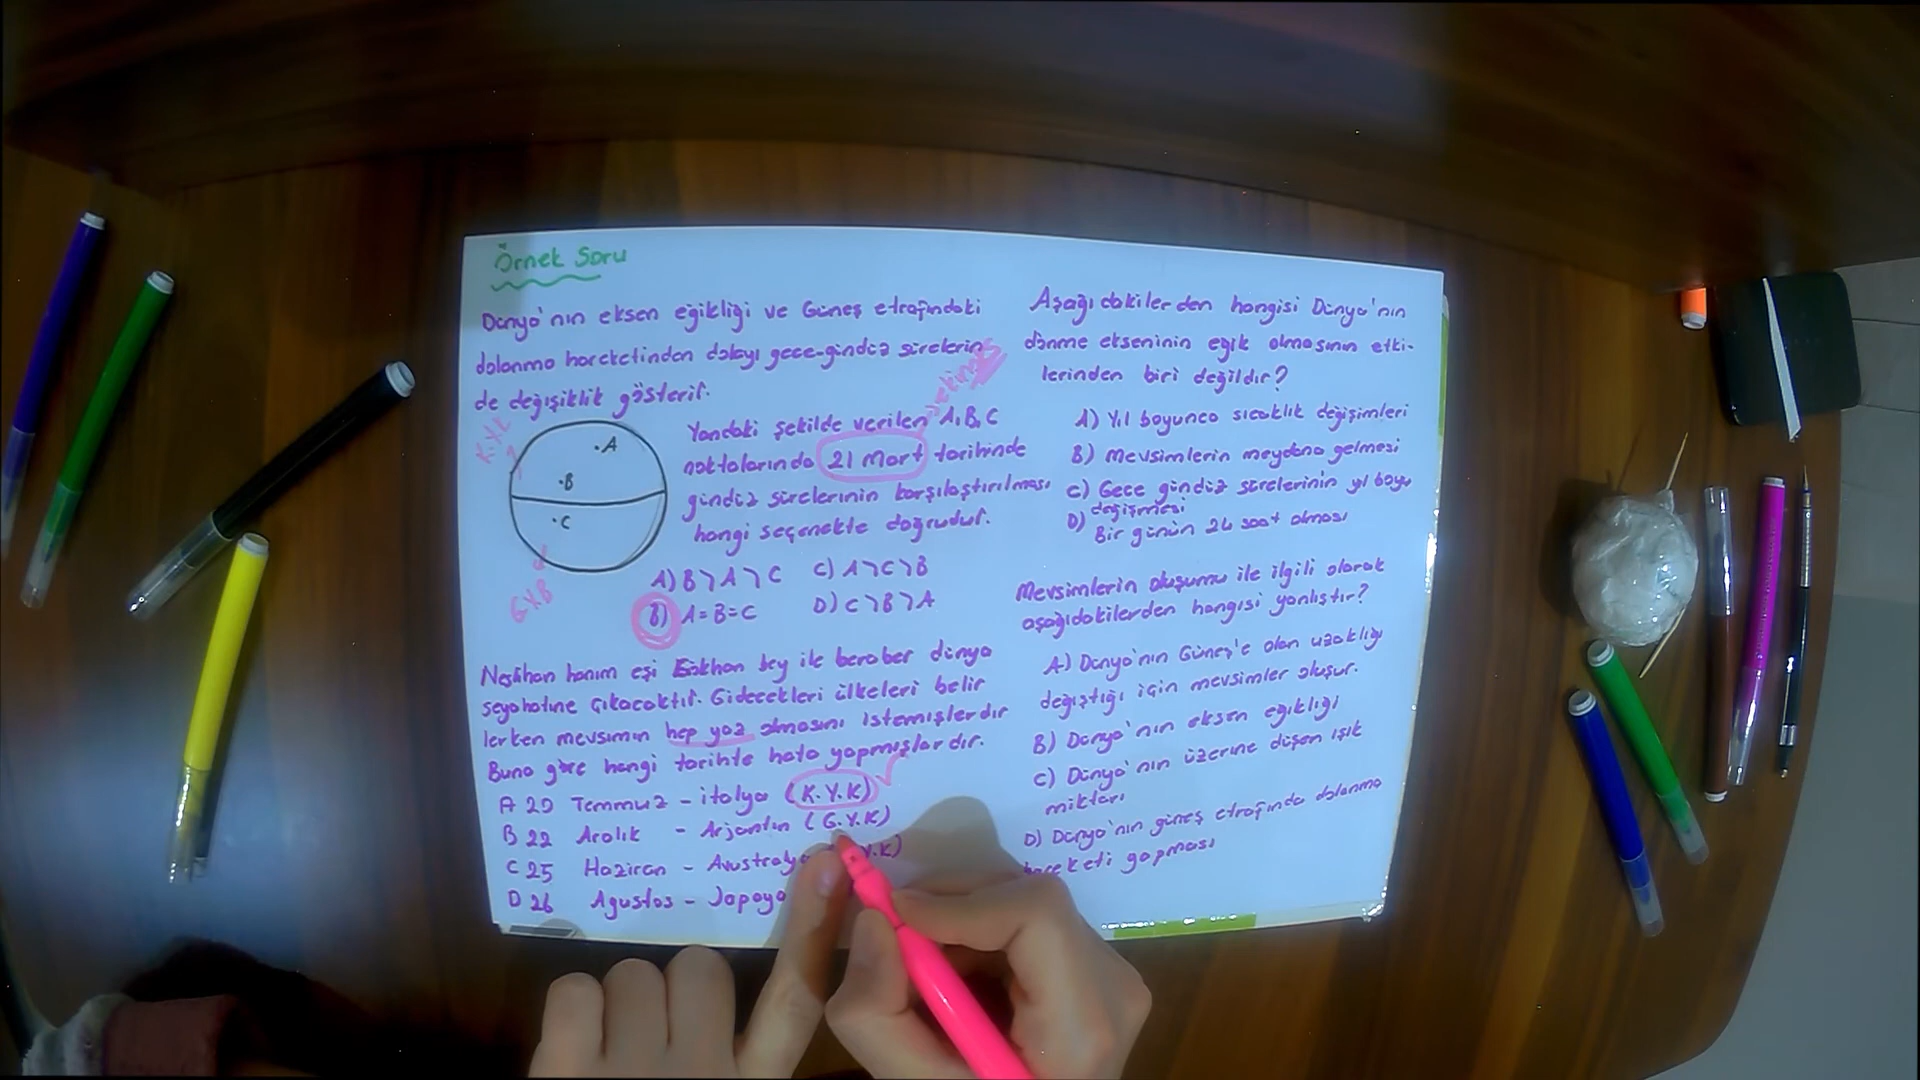 Örnek Soru
Dünya'nın eksen eğikliği ve Güneş etrafındaki
dolanma hareketinden dolayı gece-gündüz sürelerin
de değişiklik gösterir.
K.Y.K
A
B
C
G.Y.B
Yandaki şekilde verilen A, B, C
noktalarında 21 Mart tarihinde
gündüz sürelerinin karşılaştırılması
hangi seçenekte doğrudur.
A) B > A > C C) A > C > B
B) A = B = C D) C > B > A
Neslihan hanım eşi Gökhan bey ile beraber dünya
seyahatine çıkacaktır. Gidecekleri ülkeleri belir
lerken mevsimin hep yaz olmasını istemişlerdir
Buna göre hangi tarihte hata yapmışlardır.
A 20 Temmuz - italya (K.Y.K)
B 22 Aralık - Arjantin (G.Y.K)
C 25 Haziran - Avustralya Y.K)
D 26 Agustos - Japoya
Aşağıdakilerden hangisi Dünya'nın
dönme ekseninin eğik olmasının etki-
lerinden biri değildir?
A) Yıl boyunca sıcaklık değişimleri
B) Mevsimlerin meydana gelmesi
C) Gece gündüz sürelerinin yıl boyu
değişmesi
D) Bir günün 24 saat olması
Mevsimlerin oluşumu ile ilgili olarak
aşağıdakilerden hangisi yanlıştır?
A) Dünya'nın Güneş'e olan uzaklığı
değiştiği için mevsimler oluşur.
B) Dünya'nın eksen eğikliği
C) Dünya'nın üzerine düşen ışık
miktarı
D) Dünya'nın güneş etrafında dolanma
hareketi yapması